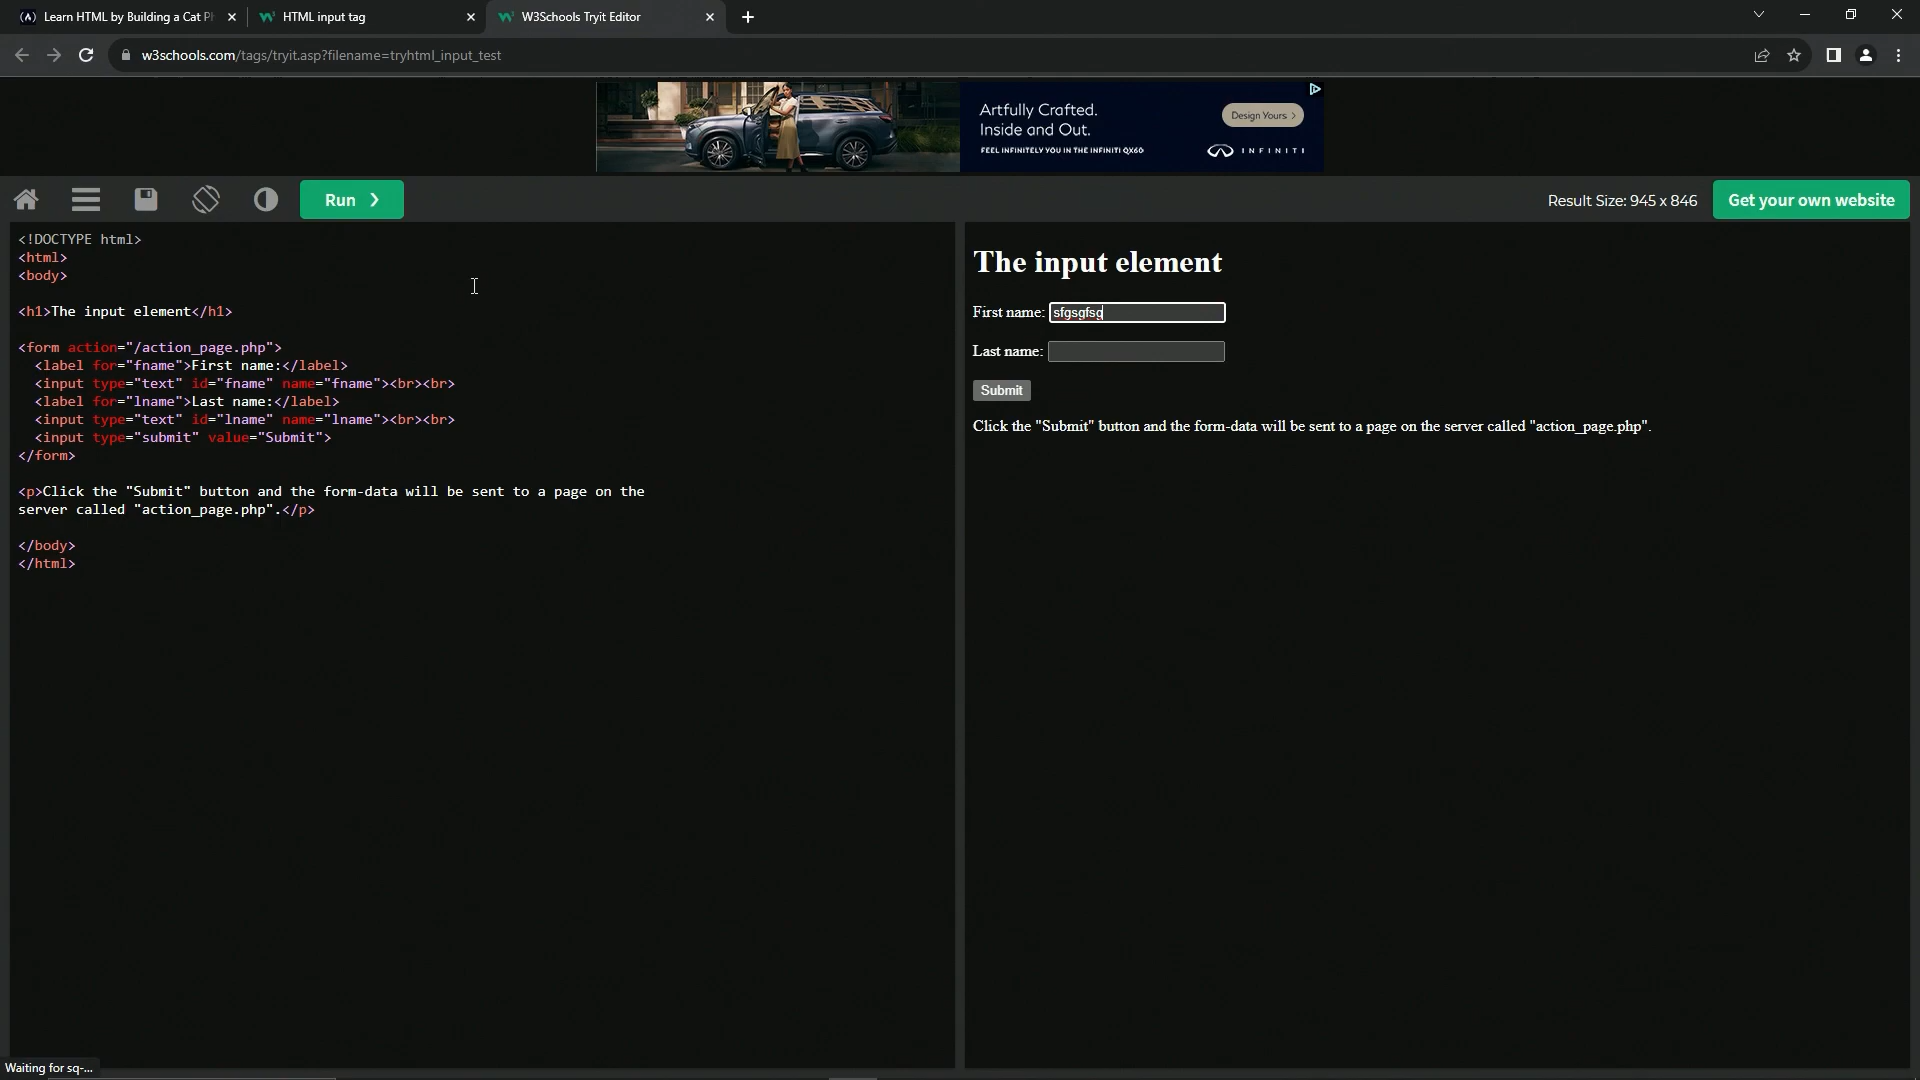 Learn HTML by Building a Cat Ph
HTML input tag
W3Schools Tryit Editor
w3schools.com/tags/tryit.asp?filename=tryhtml_input_test
Artfully Crafted.
Inside and Out.
FEEL INFINITELY YOU IN THE INFINITI QX60
Design Yours >
INFINITI
Run ❯
Result Size: 945 x 846
Get your own website
<!DOCTYPE html>
<html>
<body>
<h1>The input element</h1>
<form action="/action_page.php">
<label for="fname">First name:</label>
<input type="text" id="fname" name="fname"><br><br>
<label for="lname">Last name:</label>
<input type="text" id="lname" name="lname"><br><br>
<input type="submit" value="Submit">
</form>
<p>Click the "Submit" button and the form-data will be sent to a page on the
server called "action_page.php".</p>
</body>
</html>
The input element
First name: sfgsgfsg
Last name:
Submit
Click the "Submit" button and the form-data will be sent to a page on the server called "action_page.php".
Waiting for sq-...